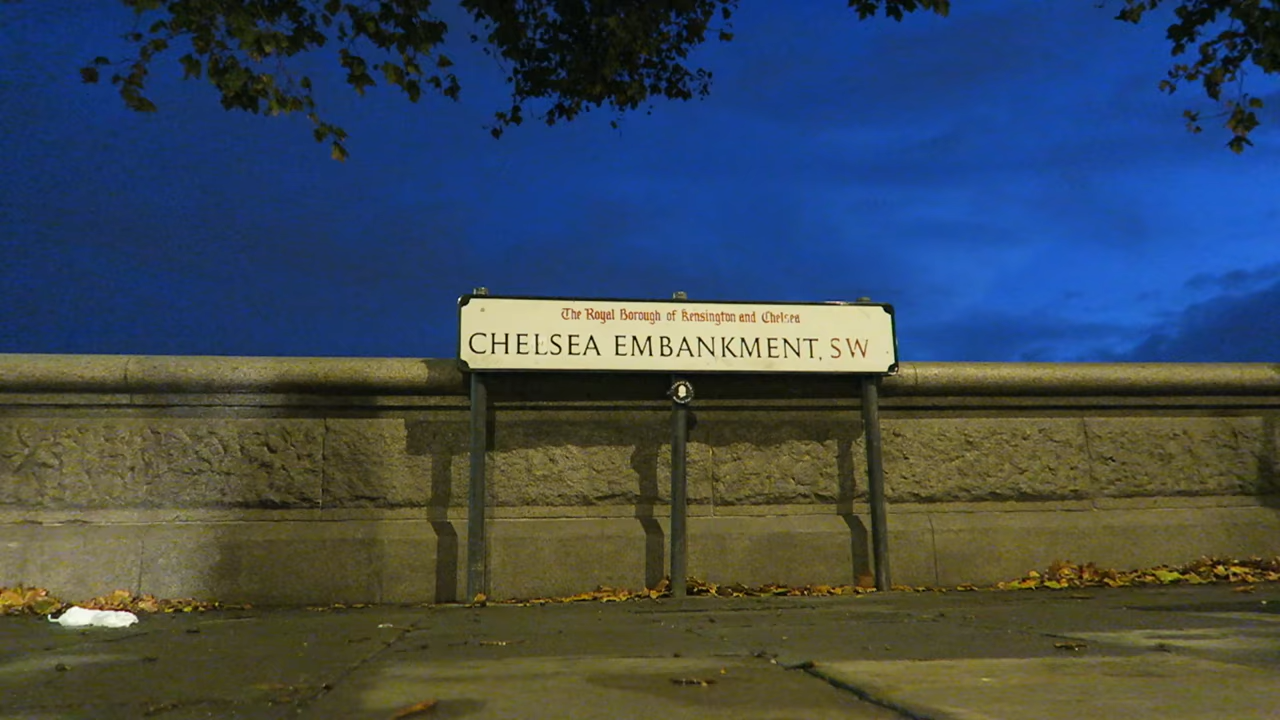 The Royal Borough of Kensington and Chelsea
CHELSEA EMBANKMENT, SW